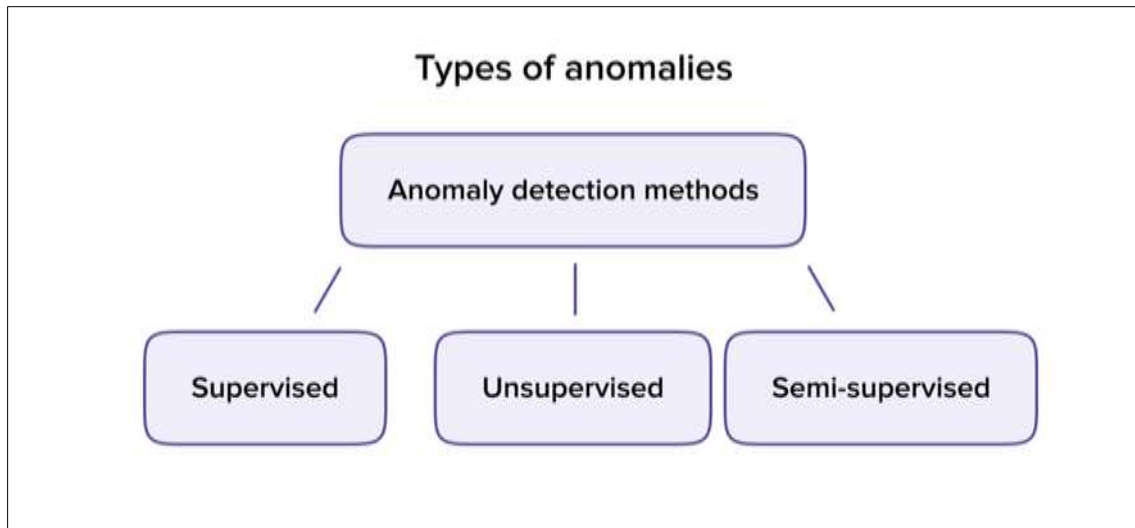 Types of anomalies
Anomaly detection methods
Supervised
Unsupervised
Semi-supervised